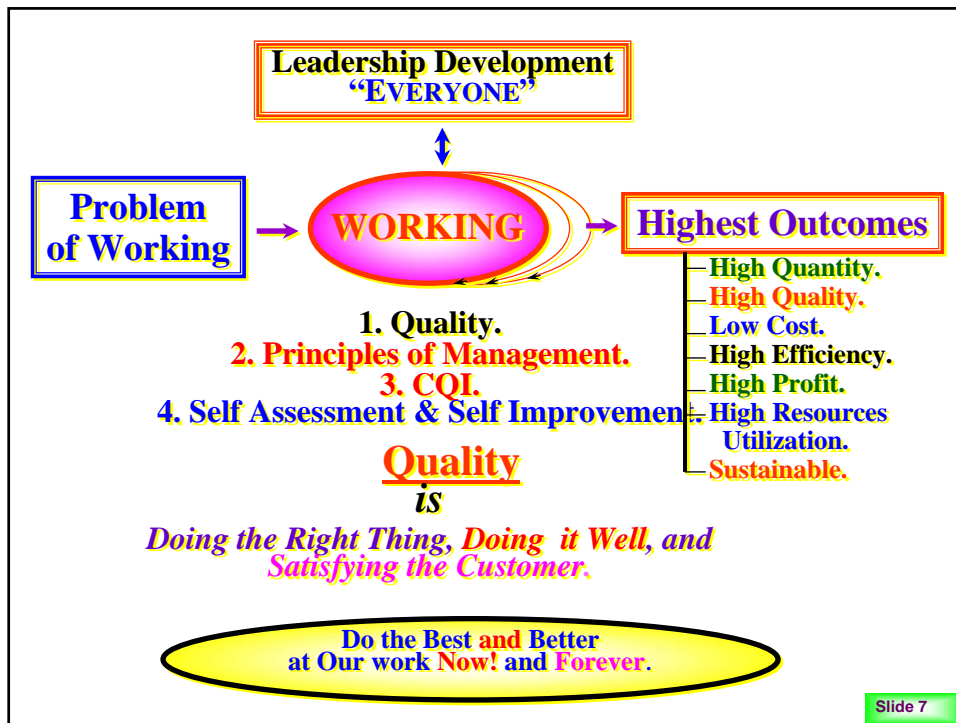 Leadership Development
“EVERYONE”
Problem
of Working
WORKING
Highest Outcomes
High Quantity.
High Quality.
Low Cost.
High Efficiency.
High Profit.
High Resources
Utilization.
Sustainable.
1. Quality.
2. Principles of Management.
3. CQI.
4. Self Assessment & Self Improvement.
Quality
is
Doing the Right Thing, Doing it Well, and
Satisfying the Customer.
Do the Best and Better
at Our work Now! and Forever.
Slide 7